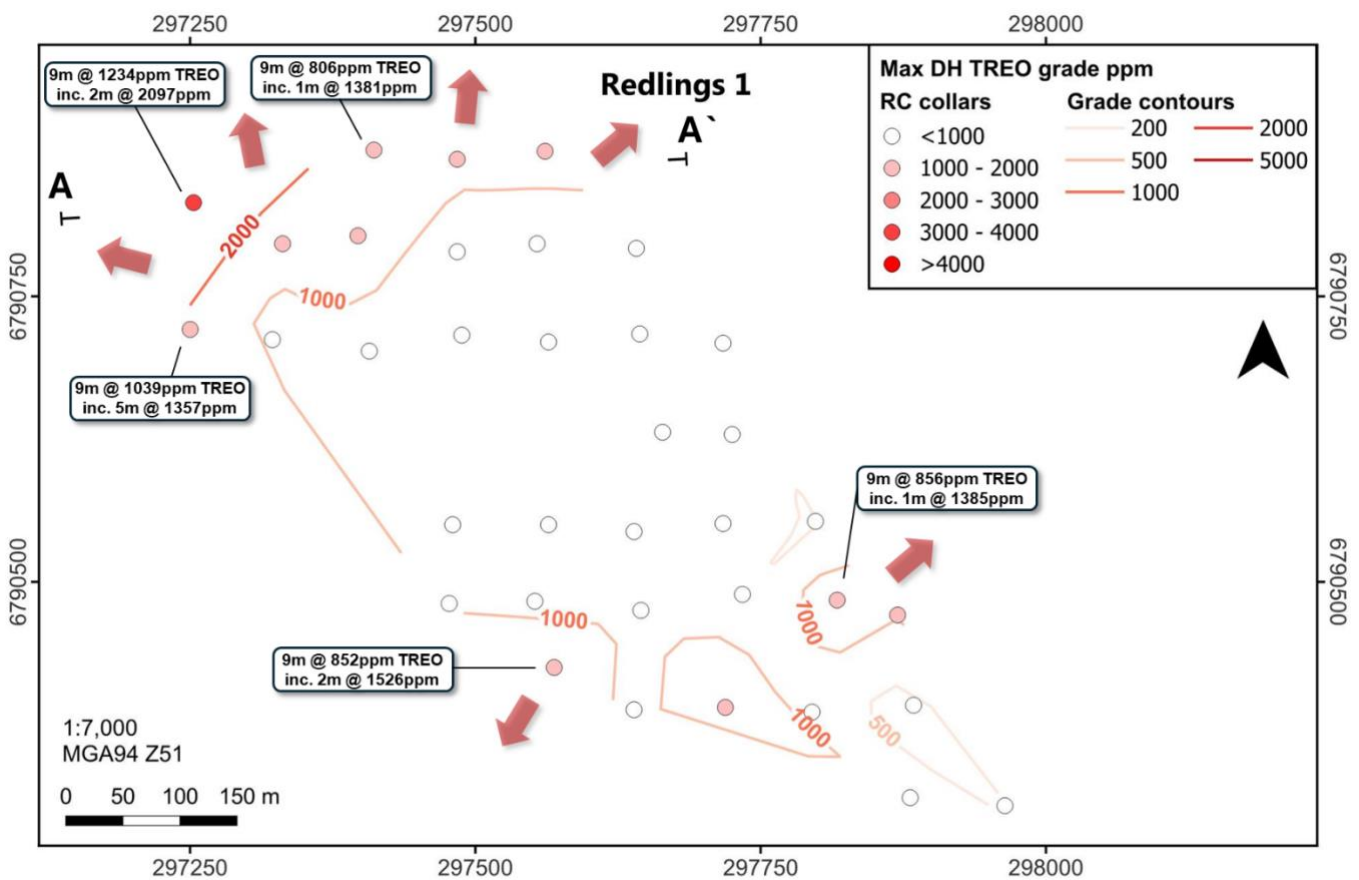 297250
297500
297750
298000
9m @ 1234ppm TREO
inc. 2m @ 2097ppm
9m @ 806ppm TREO
inc. 1m @ 1381ppm
Redlings 1
A
A`
Max DH TREO grade ppm
RC collars
<1000
1000 - 2000
2000 - 3000
3000 - 4000
>4000
Grade contours
200
500
1000
2000
5000
2000
1000
6790750
6790750
9m @ 1039ppm TREO
inc. 5m @ 1357ppm
9m @ 856ppm TREO
inc. 1m @ 1385ppm
6790500
6790500
1000
1000
9m @ 852ppm TREO
inc. 2m @ 1526ppm
1000
500
1:7,000
MGA94 Z51
0 50 100 150 m
297250
297500
297750
298000